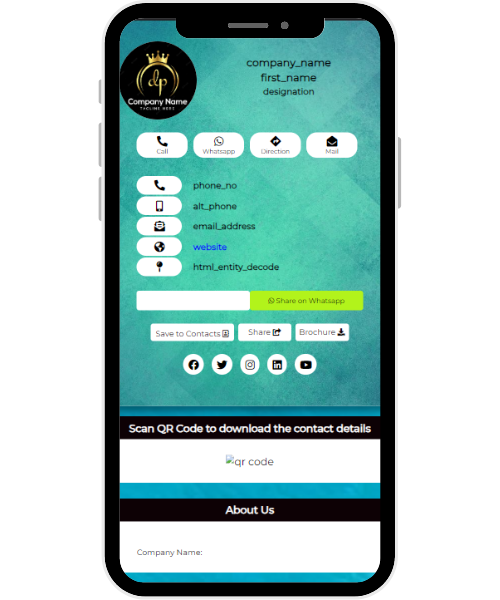 dp
Company Name
TAGLINE HERE
company_name
first_name
designation
Call
Whatsapp
Direction
Mail
phone_no
alt_phone
email_address
website
html_entity_decode
Share on Whatsapp
Save to Contacts
Share
Brochure
Scan QR Code to download the contact details
qr code
About Us
Company Name: